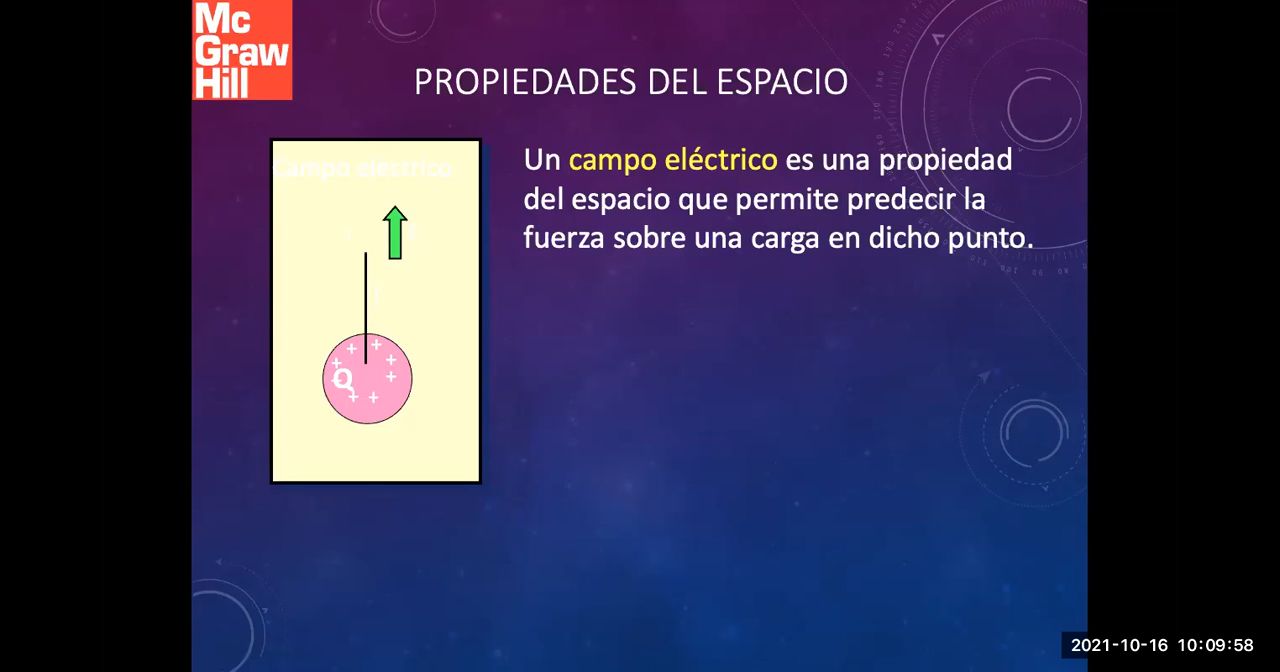 Mc
Graw
Hill
PROPIEDADES DEL ESPACIO
Campo electrico
Un campo eléctrico es una propiedad
del espacio que permite predecir la
fuerza sobre una carga en dicho punto.
+ + + + + + + +
Q
2021-10-16 10:09:58